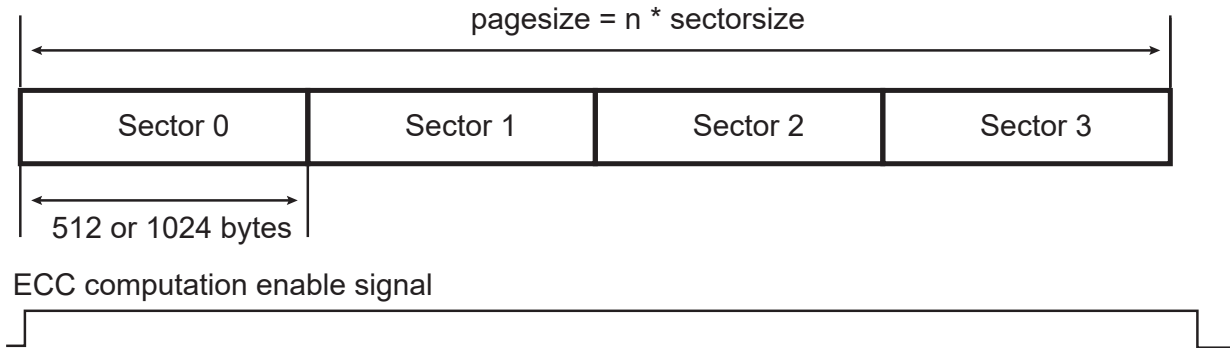 pagesize = n * sectorsize
Sector 0 Sector 1 Sector 2 Sector 3
512 or 1024 bytes
ECC computation enable signal